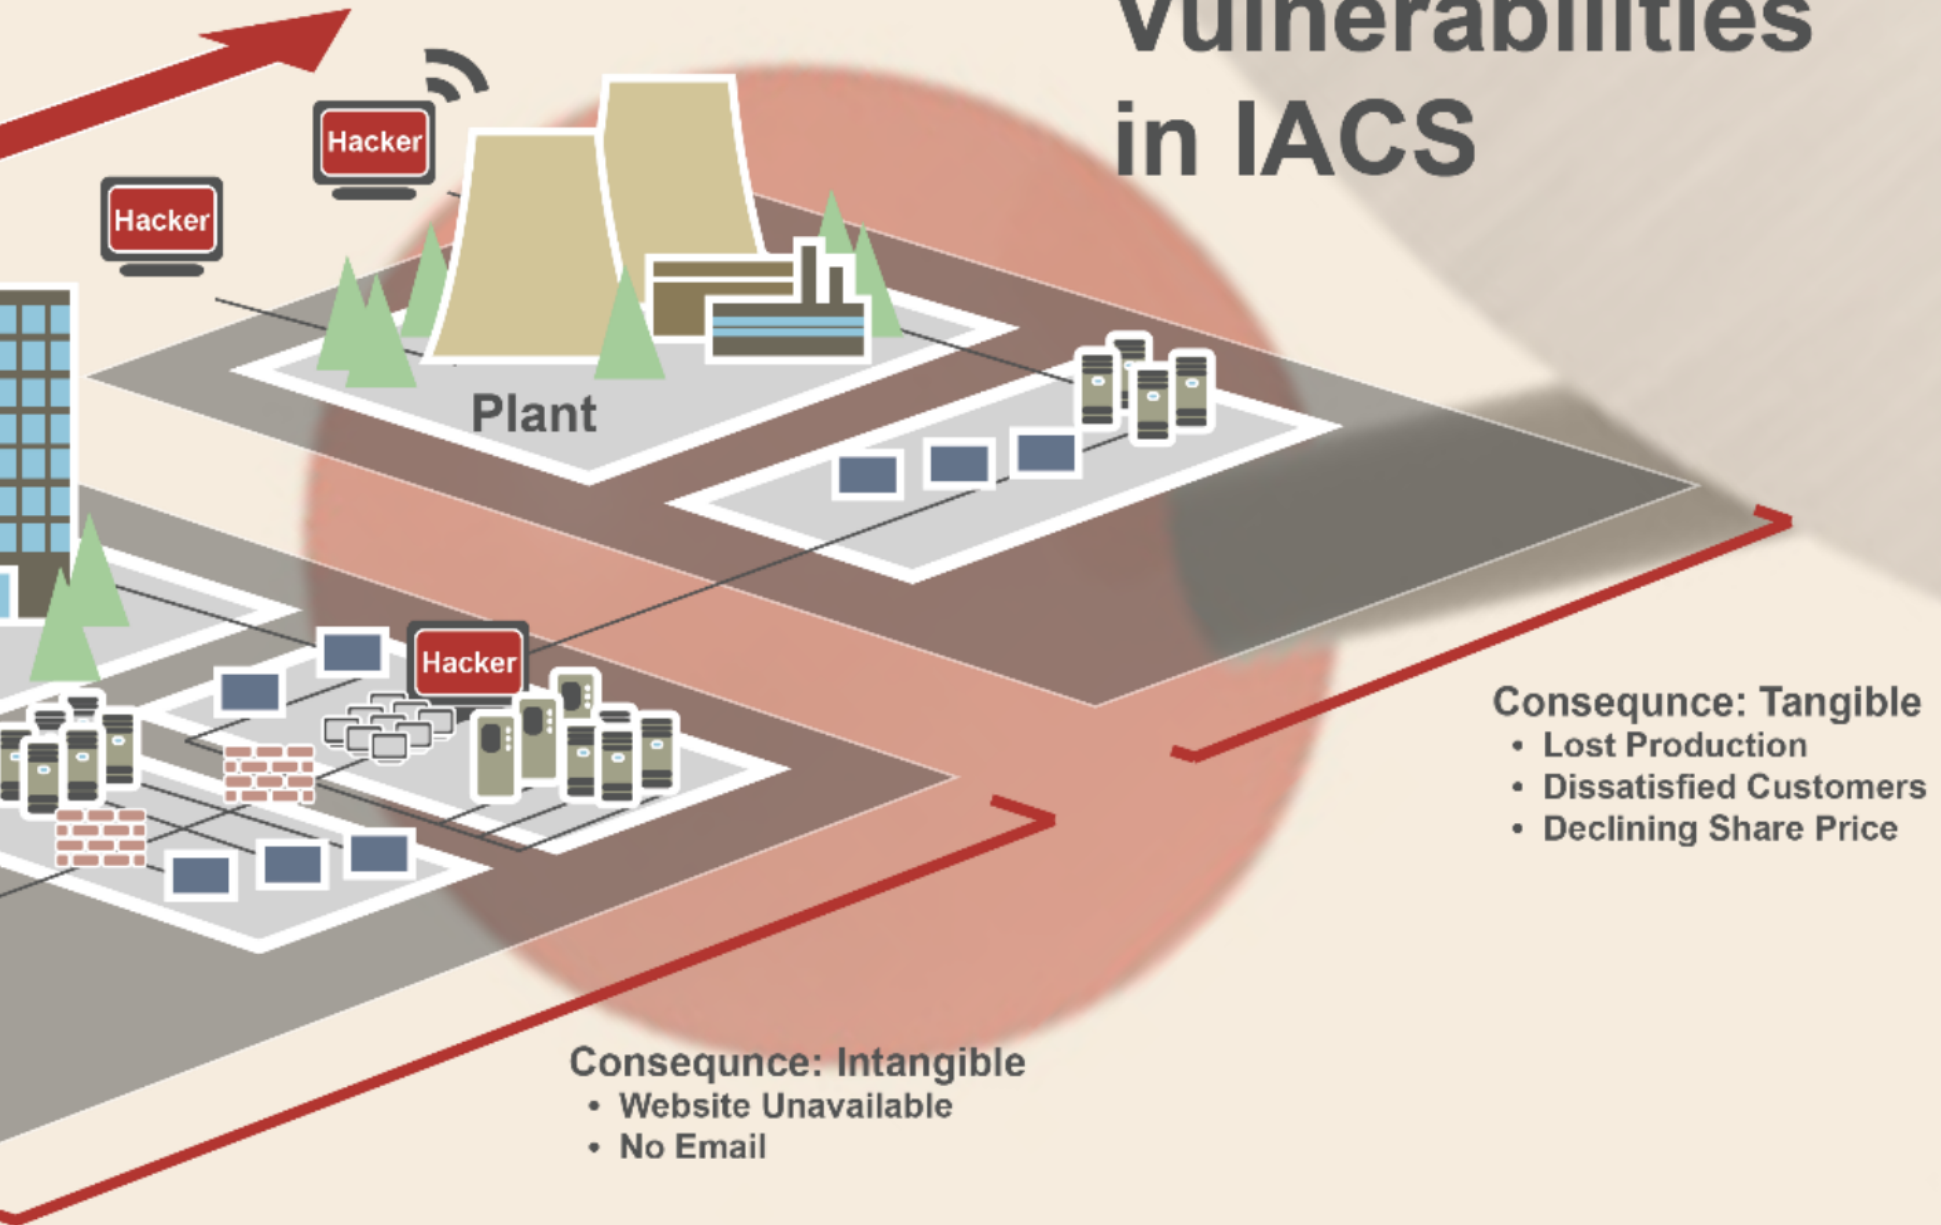 Vulnerabilities
in IACS
Hacker
Hacker
Plant
Hacker
Consequnce: Tangible
• Lost Production
• Dissatisfied Customers
• Declining Share Price
Consequnce: Intangible
• Website Unavailable
• No Email